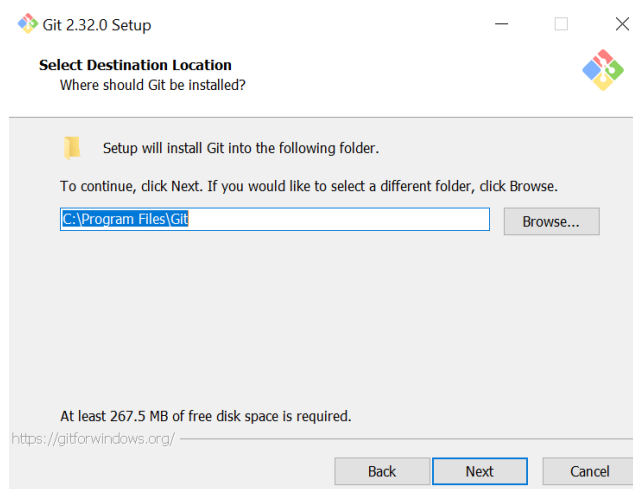 Git 2.32.0 Setup
Select Destination Location
Where should Git be installed?
Setup will install Git into the following folder.
To continue, click Next. If you would like to select a different folder, click Browse.
C:\Program Files\Git
Browse...
At least 267.5 MB of free disk space is required.
https://gitforwindows.org/
Back Next Cancel